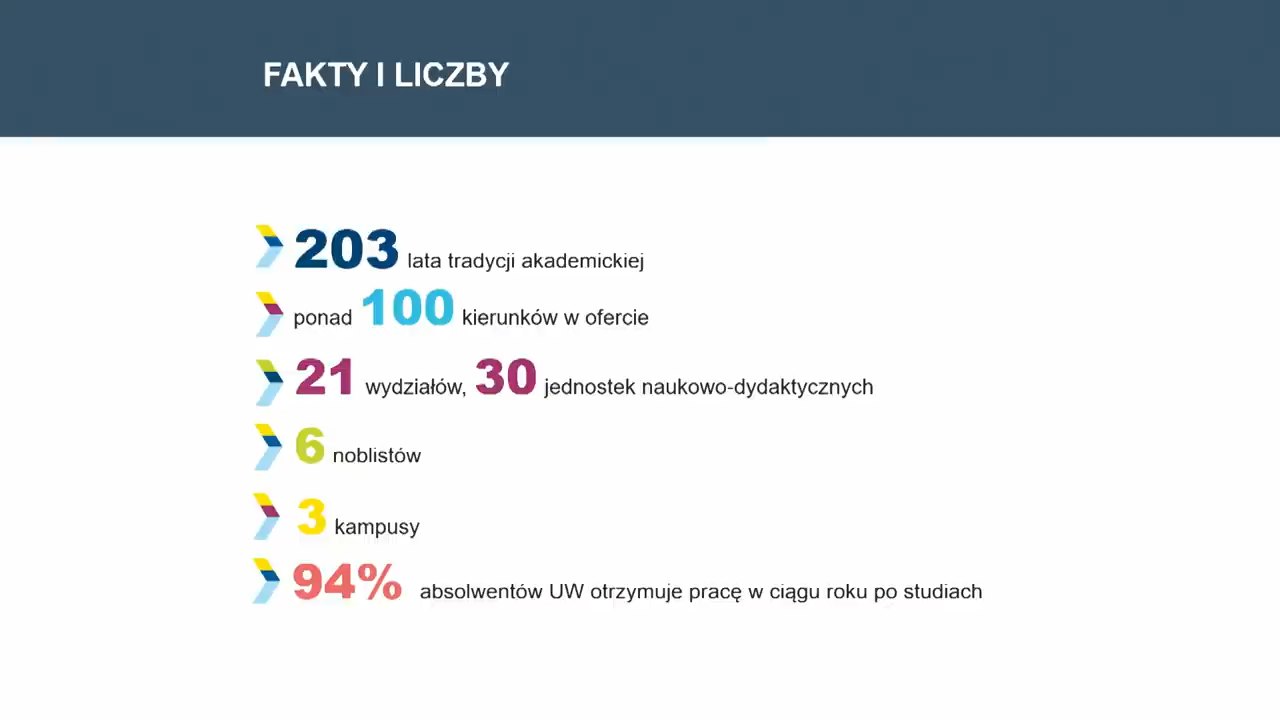 FAKTY I LICZBY
203 lata tradycji akademickiej
ponad 100 kierunków w ofercie
21 wydziałów, 30 jednostek naukowo-dydaktycznych
6 noblistów
3 kampusy
94% absolwentów UW otrzymuje pracę w ciągu roku po studiach